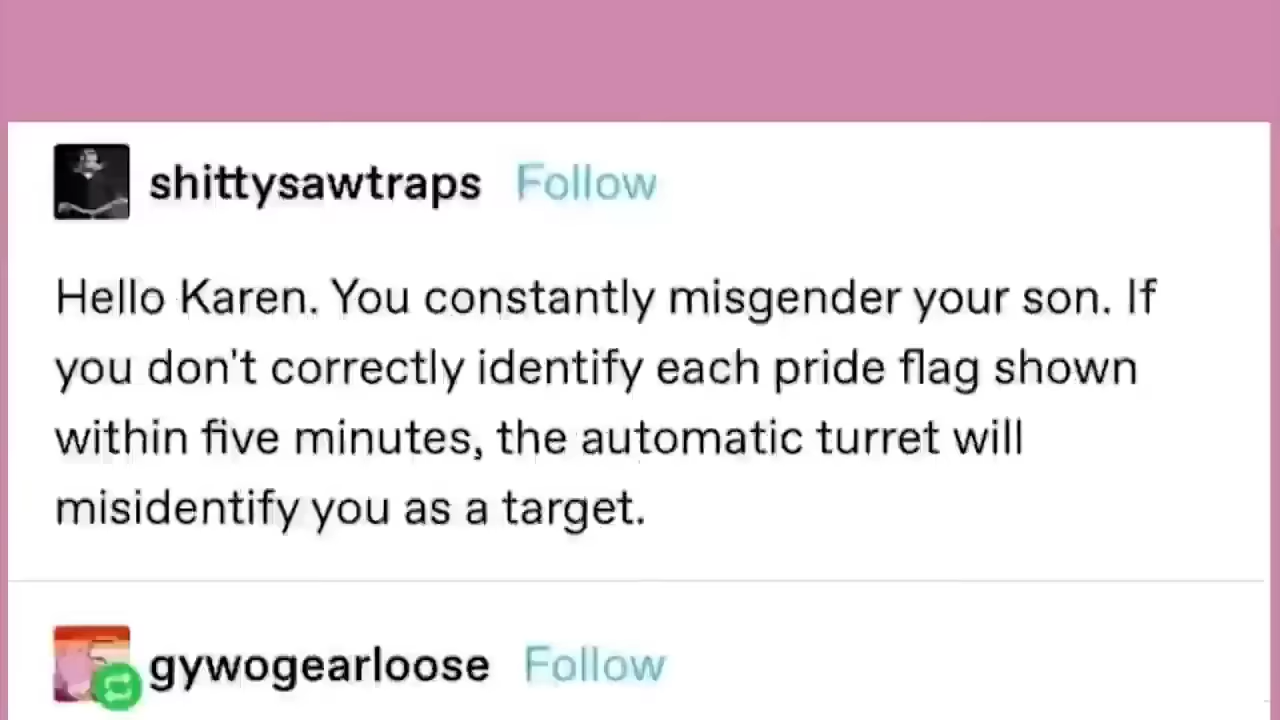 shittysawtraps Follow
Hello Karen. You constantly misgender your son. If
you don't correctly identify each pride flag shown
within five minutes, the automatic turret will
misidentify you as a target.
gywogearloose Follow